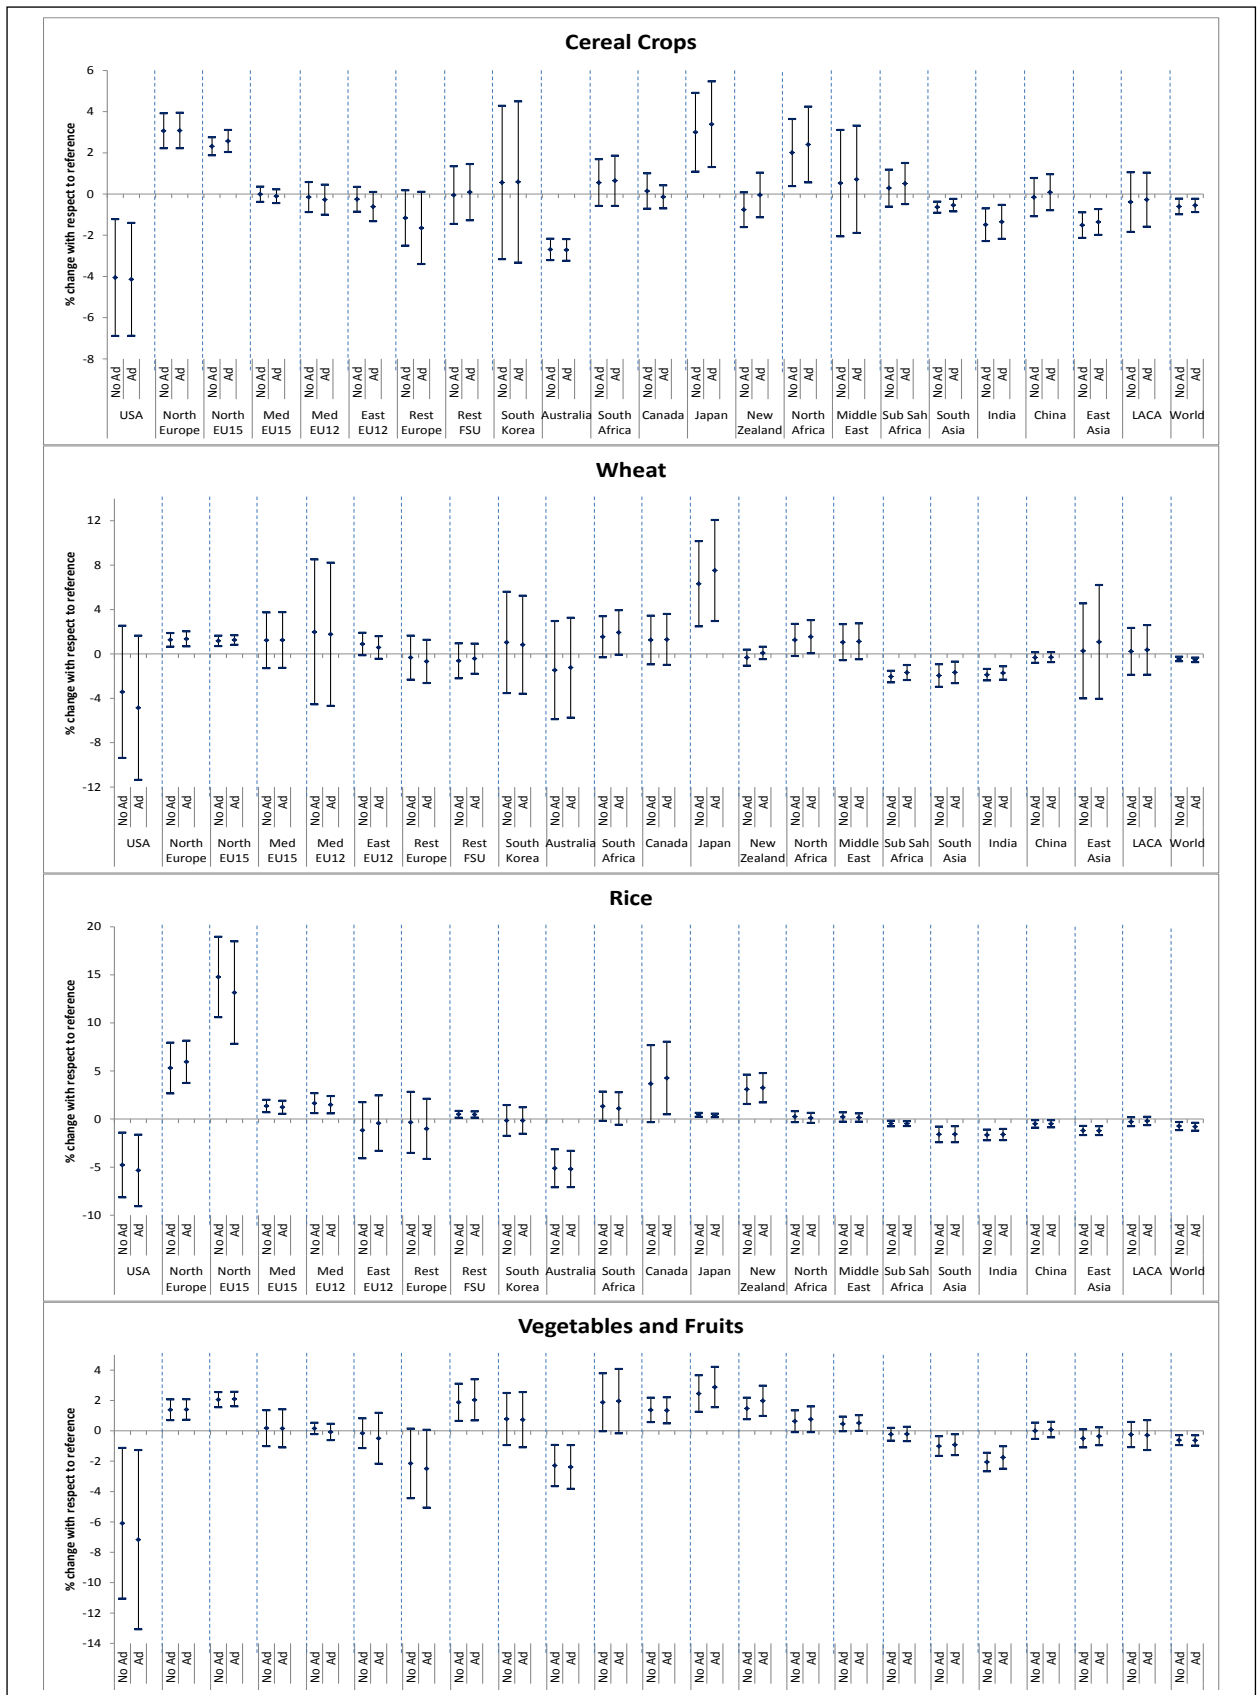 Cereal Crops
% change with respect to reference
6
4
2
0
-2
-4
-6
-8
No Ad Ad No Ad Ad No Ad Ad No Ad Ad No Ad Ad No Ad Ad No Ad Ad No Ad Ad No Ad Ad No Ad Ad No Ad Ad No Ad Ad No Ad Ad No Ad Ad No Ad Ad No Ad Ad No Ad Ad No Ad Ad No Ad Ad No Ad Ad No Ad Ad No Ad Ad No Ad Ad
USA North Europe North EU15 Med EU15 Med EU12 East EU12 Rest Europe Rest FSU South Korea Australia South Africa Canada Japan New Zealand North Africa Middle East Sub Sah Africa South Asia India China East Asia LACA World
Wheat
% change with respect to reference
12
8
4
0
-4
-8
-12
No Ad Ad No Ad Ad No Ad Ad No Ad Ad No Ad Ad No Ad Ad No Ad Ad No Ad Ad No Ad Ad No Ad Ad No Ad Ad No Ad Ad No Ad Ad No Ad Ad No Ad Ad No Ad Ad No Ad Ad No Ad Ad No Ad Ad No Ad Ad No Ad Ad No Ad Ad No Ad Ad
USA North Europe North EU15 Med EU15 Med EU12 East EU12 Rest Europe Rest FSU South Korea Australia South Africa Canada Japan New Zealand North Africa Middle East Sub Sah Africa South Asia India China East Asia LACA World
Rice
% change with respect to reference
20
15
10
5
0
-5
-10
No Ad Ad No Ad Ad No Ad Ad No Ad Ad No Ad Ad No Ad Ad No Ad Ad No Ad Ad No Ad Ad No Ad Ad No Ad Ad No Ad Ad No Ad Ad No Ad Ad No Ad Ad No Ad Ad No Ad Ad No Ad Ad No Ad Ad No Ad Ad No Ad Ad No Ad Ad No Ad Ad
USA North Europe North EU15 Med EU15 Med EU12 East EU12 Rest Europe Rest FSU South Korea Australia South Africa Canada Japan New Zealand North Africa Middle East Sub Sah Africa South Asia India China East Asia LACA World
Vegetables and Fruits
% change with respect to reference
4
2
0
-2
-4
-6
-8
-10
-12
-14
No Ad Ad No Ad Ad No Ad Ad No Ad Ad No Ad Ad No Ad Ad No Ad Ad No Ad Ad No Ad Ad No Ad Ad No Ad Ad No Ad Ad No Ad Ad No Ad Ad No Ad Ad No Ad Ad No Ad Ad No Ad Ad No Ad Ad No Ad Ad No Ad Ad No Ad Ad No Ad Ad